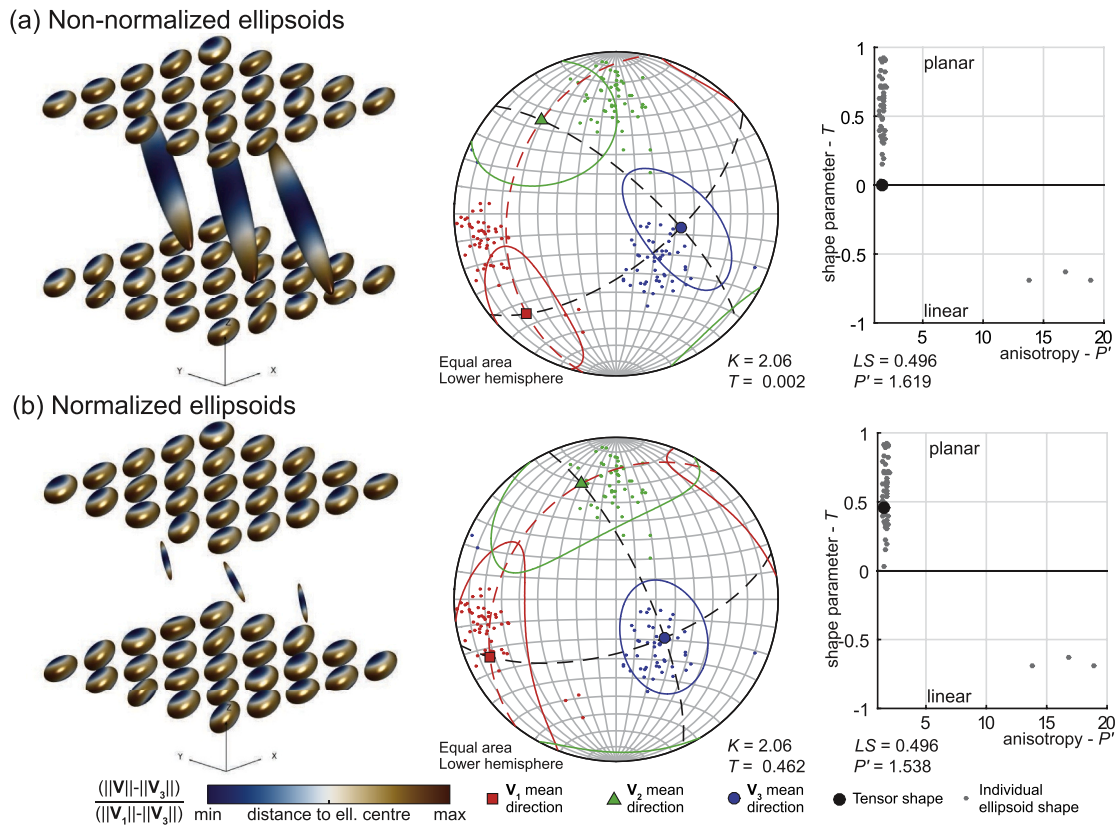 (a) Non-normalized ellipsoids
Z
Y
X
Equal area
Lower hemisphere
K = 2.06
T = 0.002
1
0.5
0
-0.5
-1
shape parameter - T
planar
linear
5
10
15
20
anisotropy - P'
LS = 0.496
P' = 1.619
(b) Normalized ellipsoids
Z
Y
X
Equal area
Lower hemisphere
K = 2.06
T = 0.462
1
0.5
0
-0.5
-1
shape parameter - T
planar
linear
5
10
15
20
anisotropy - P'
LS = 0.496
P' = 1.538
(||V||-||V₃||)
(||V₁||-||V₃||)
min
distance to ell. centre
max
V₁ mean
direction
V₂ mean
direction
V₃ mean
direction
Tensor shape
Individual
ellipsoid shape